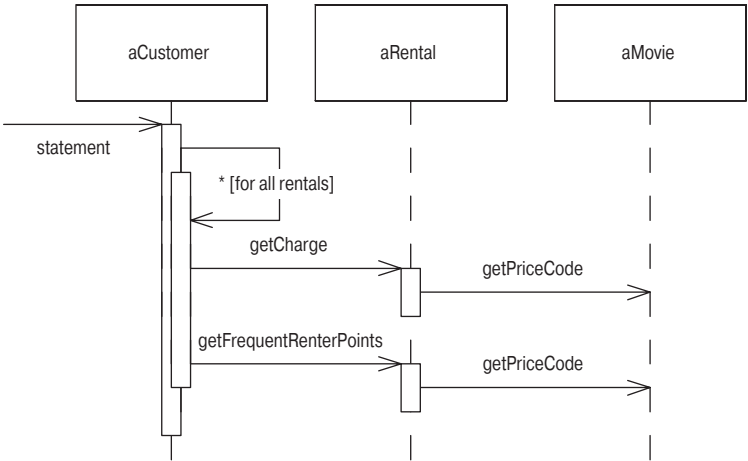 aCustomer
aRental
aMovie
statement
* [for all rentals]
getCharge
getPriceCode
getFrequentRenterPoints
getPriceCode